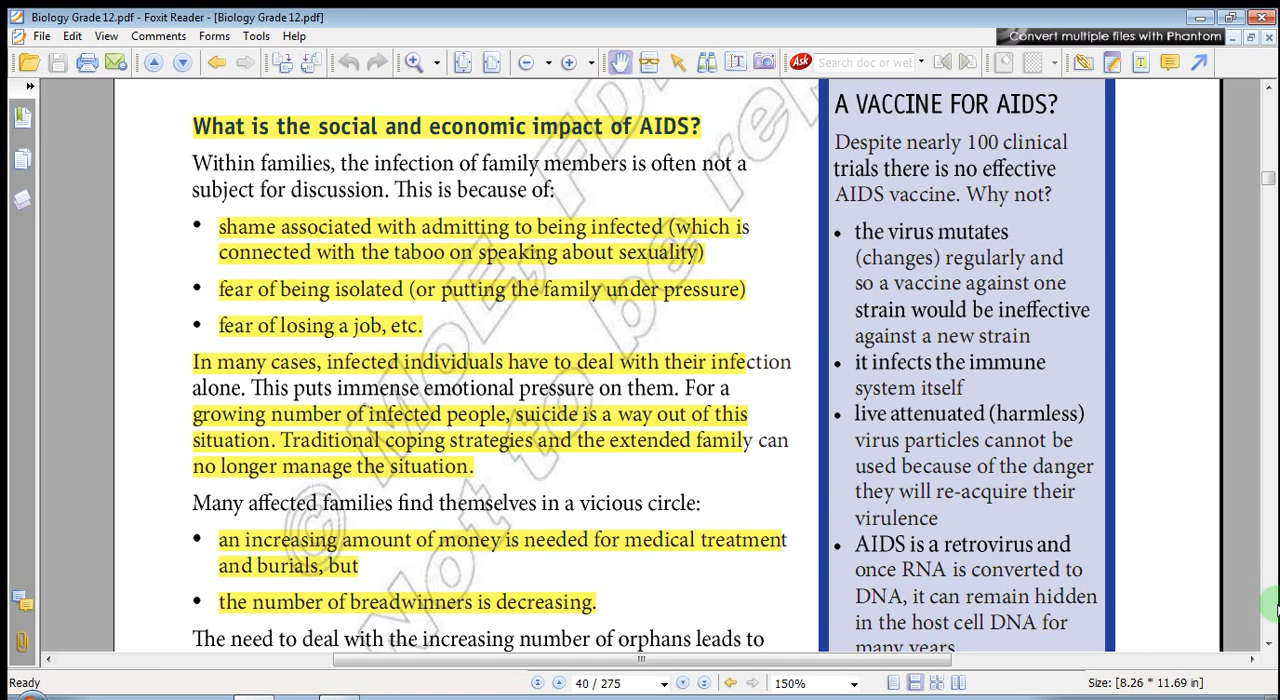 Biology Grade 12.pdf - Foxit Reader - [Biology Grade 12.pdf]
File Edit View Comments Forms Tools Help
Convert multiple files with Phantom
Ask Search doc or wel
What is the social and economic impact of AIDS?
Within families, the infection of family members is often not a
subject for discussion. This is because of:
• shame associated with admitting to being infected (which is
connected with the taboo on speaking about sexuality)
• fear of being isolated (or putting the family under pressure)
• fear of losing a job, etc.
In many cases, infected individuals have to deal with their infection
alone. This puts immense emotional pressure on them. For a
growing number of infected people, suicide is a way out of this
situation. Traditional coping strategies and the extended family can
no longer manage the situation.
Many affected families find themselves in a vicious circle:
• an increasing amount of money is needed for medical treatment
and burials, but
• the number of breadwinners is decreasing.
The need to deal with the increasing number of orphans leads to
A VACCINE FOR AIDS?
Despite nearly 100 clinical
trials there is no effective
AIDS vaccine. Why not?
• the virus mutates
(changes) regularly and
so a vaccine against one
strain would be ineffective
against a new strain
• it infects the immune
system itself
• live attenuated (harmless)
virus particles cannot be
used because of the danger
they will re-acquire their
virulence
• AIDS is a retrovirus and
once RNA is converted to
DNA, it can remain hidden
in the host cell DNA for
many years
© MoE, FD
Not to be re
Ready
40 / 275
150%
Size: [8.26 * 11.69 in]